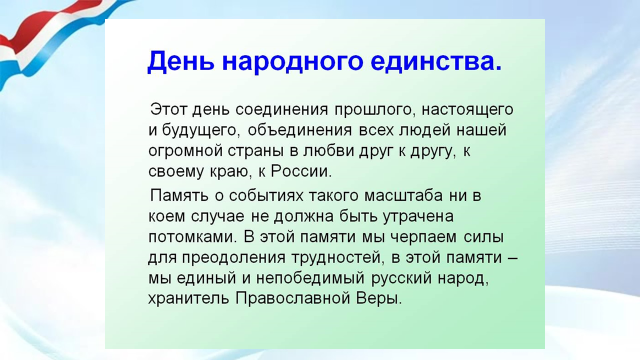 День народного единства.
Этот день соединения прошлого, настоящего
и будущего, объединения всех людей нашей
огромной страны в любви друг к другу, к
своему краю, к России.
Память о событиях такого масштаба ни в
коем случае не должна быть утрачена
потомками. В этой памяти мы черпаем силы
для преодоления трудностей, в этой памяти –
мы единый и непобедимый русский народ,
хранитель Православной Веры.